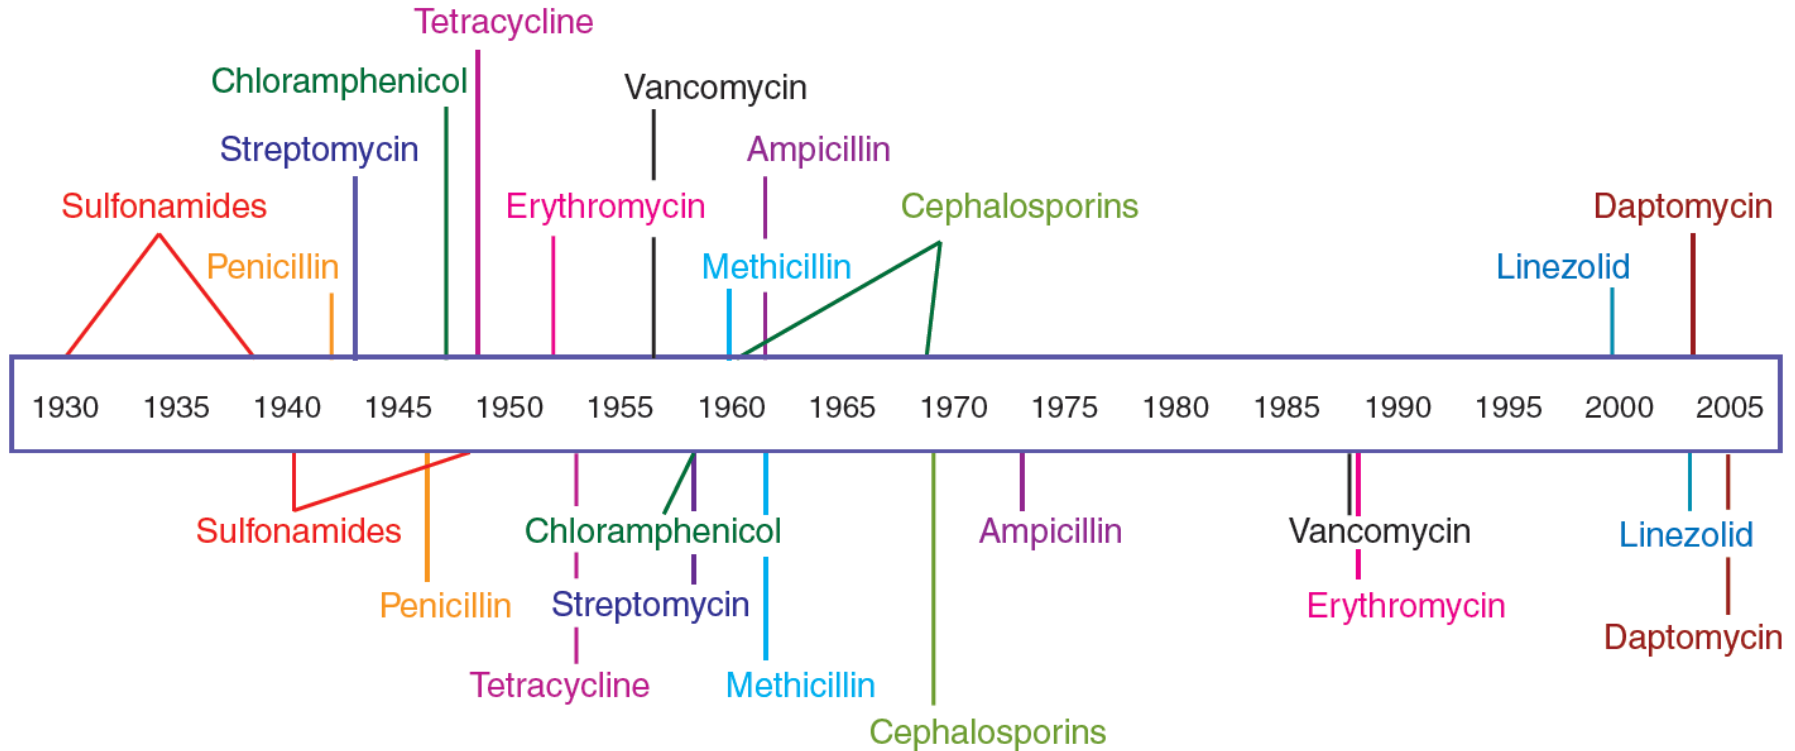 Tetracycline
Chloramphenicol
Vancomycin
Streptomycin
Ampicillin
Sulfonamides
Erythromycin
Cephalosporins
Daptomycin
Penicillin
Methicillin
Linezolid
1930 1935 1940 1945 1950 1955 1960 1965 1970 1975 1980 1985 1990 1995 2000 2005
Sulfonamides
Chloramphenicol
Ampicillin
Vancomycin
Linezolid
Penicillin
Streptomycin
Erythromycin
Daptomycin
Tetracycline
Methicillin
Cephalosporins